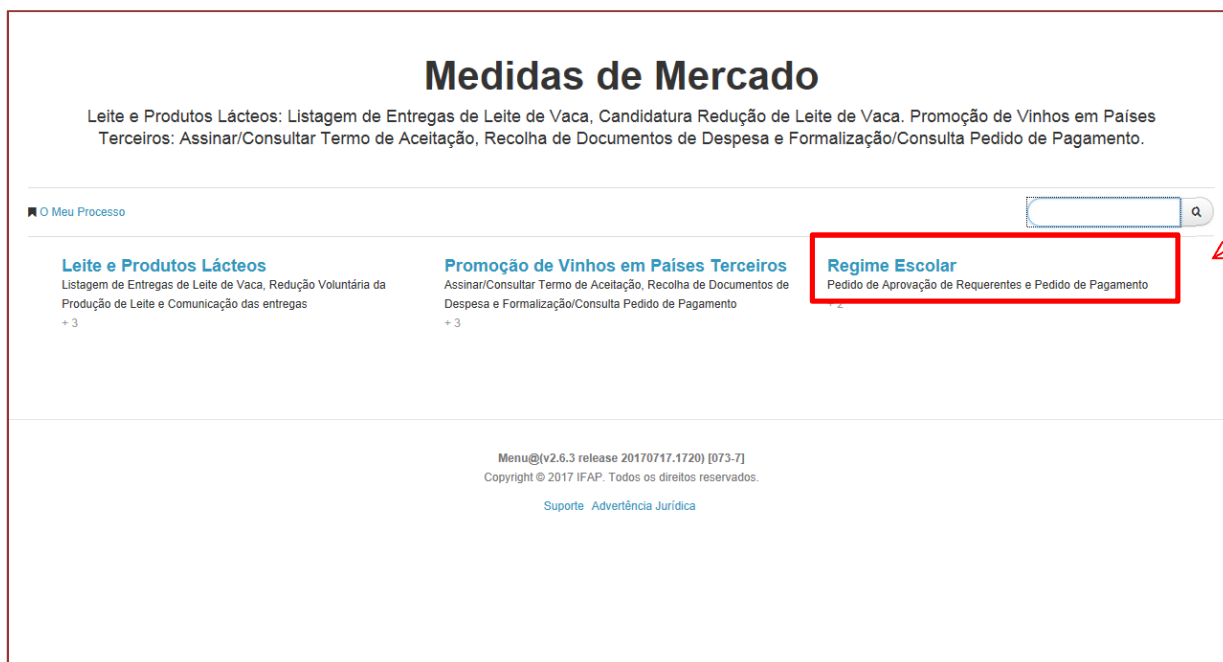 Medidas de Mercado
Leite e Produtos Lácteos: Listagem de Entregas de Leite de Vaca, Candidatura Redução de Leite de Vaca. Promoção de Vinhos em Países
Terceiros: Assinar/Consultar Termo de Aceitação, Recolha de Documentos de Despesa e Formalização/Consulta Pedido de Pagamento.
O Meu Processo
Leite e Produtos Lácteos
Listagem de Entregas de Leite de Vaca, Redução Voluntária da
Produção de Leite e Comunicação das entregas
+ 3
Promoção de Vinhos em Países Terceiros
Assinar/Consultar Termo de Aceitação, Recolha de Documentos de
Despesa e Formalização/Consulta Pedido de Pagamento
+ 3
Regime Escolar
Pedido de Aprovação de Requerentes e Pedido de Pagamento
+ 2
Menu@(v2.6.3 release 20170717.1720) [073-7]
Copyright © 2017 IFAP. Todos os direitos reservados.
Suporte Advertência Jurídica